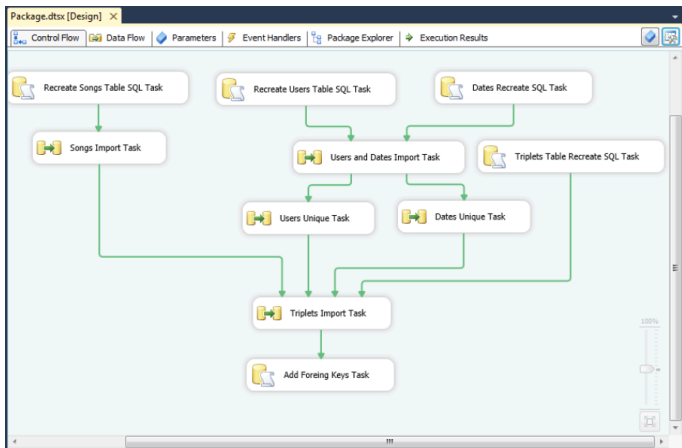 Package.dtsx [Design]
Control Flow
Data Flow
Parameters
Event Handlers
Package Explorer
Execution Results
Recreate Songs Table SQL Task
Recreate Users Table SQL Task
Dates Recreate SQL Task
Songs Import Task
Users and Dates Import Task
Triplets Table Recreate SQL Task
Users Unique Task
Dates Unique Task
Triplets Import Task
100%
Add Foreing Keys Task